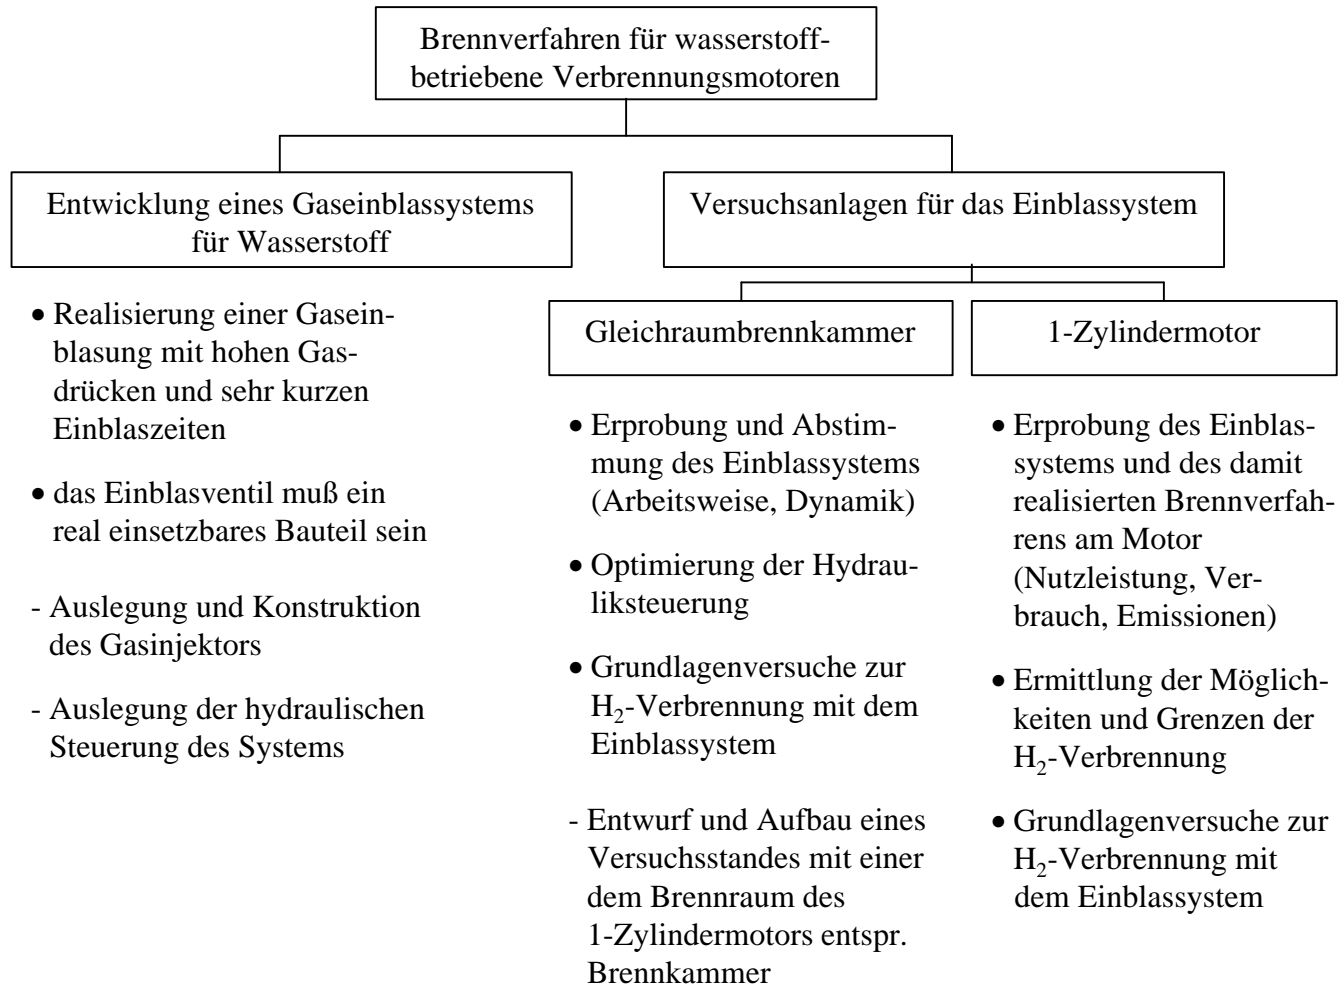 Brennverfahren für wasserstoff-
betriebene Verbrennungsmotoren
Entwicklung eines Gaseinblassystems
für Wasserstoff
• Realisierung einer Gasein-
blasung mit hohen Gas-
drücken und sehr kurzen
Einblaszeiten
• das Einblasventil muß ein
real einsetzbares Bauteil sein
- Auslegung und Konstruktion
des Gasinjektors
- Auslegung der hydraulischen
Steuerung des Systems
Versuchsanlagen für das Einblassystem
Gleichraumbrennkammer
• Erprobung und Abstim-
mung des Einblassystems
(Arbeitsweise, Dynamik)
• Optimierung der Hydrau-
liksteuerung
• Grundlagenversuche zur
H₂-Verbrennung mit dem
Einblassystem
- Entwurf und Aufbau eines
Versuchsstandes mit einer
dem Brennraum des
1-Zylindermotors entspr.
Brennkammer
1-Zylindermotor
• Erprobung des Einblas-
systems und des damit
realisierten Brennverfah-
rens am Motor
(Nutzleistung, Ver-
brauch, Emissionen)
• Ermittlung der Möglich-
keiten und Grenzen der
H₂-Verbrennung
• Grundlagenversuche zur
H₂-Verbrennung mit
dem Einblassystem